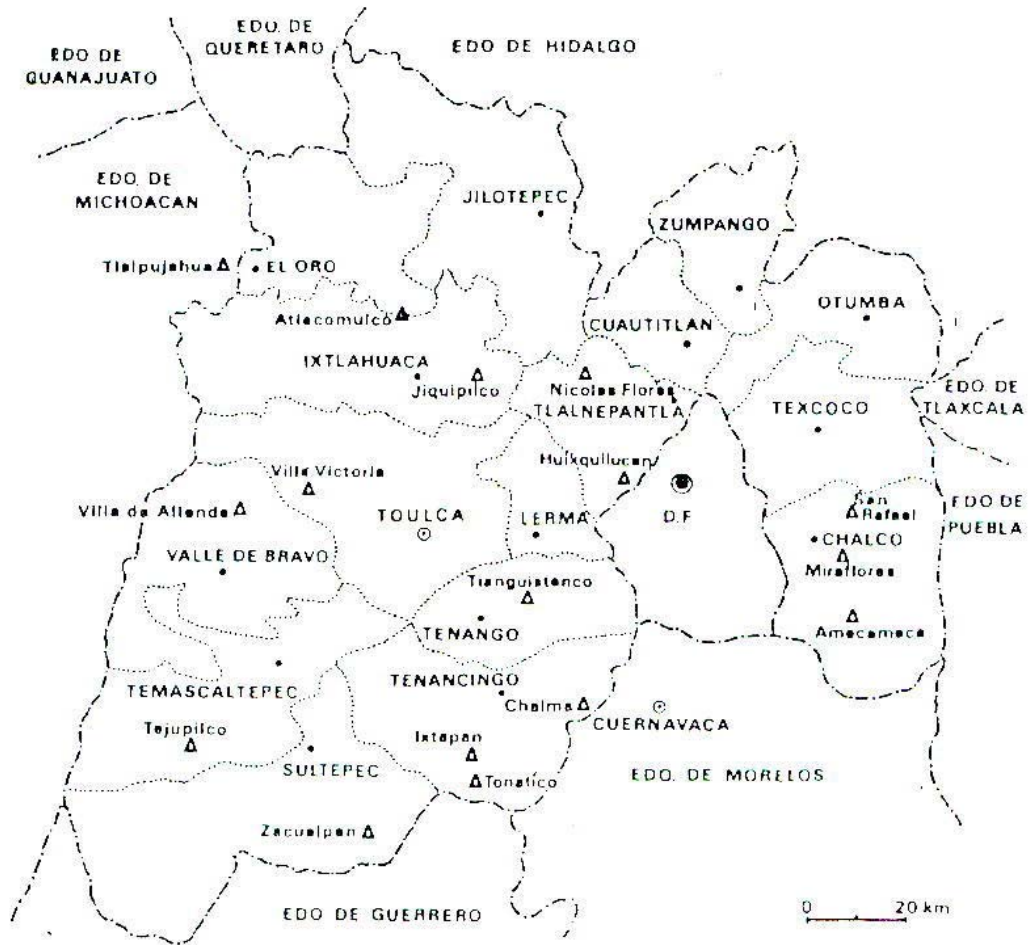 EDO. DE
QUERETARO
EDO DE HIDALGO
EDO DE
GUANAJUATO
EDO. DE
MICHOACAN
JILOTEPEC
ZUMPANGO
Tlalpujahua
EL ORO
OTUMBA
Atlacomulco
CUAUTITLAN
IXTLAHUACA
Jiquipilco
Nicolas Flores
TLALNEPANTLA
EDO. DE
TLAXCALA
TEXCOCO
Villa Victoria
Huixquilucan
Villa de Allende
TOULCA
LERMA
D.F.
San
Rafael
EDO DE
PUEBLA
CHALCO
VALLE DE BRAVO
Miraflores
Tianguistenco
TENANGO
Amecameca
TEMASCALTEPEC
TENANCINGO
Chalma
CUERNAVACA
Tejupilco
Ixtapan
SULTEPEC
Tonatico
EDO. DE MORELOS
Zacualpan
EDO DE GUERRERO
0 20 km